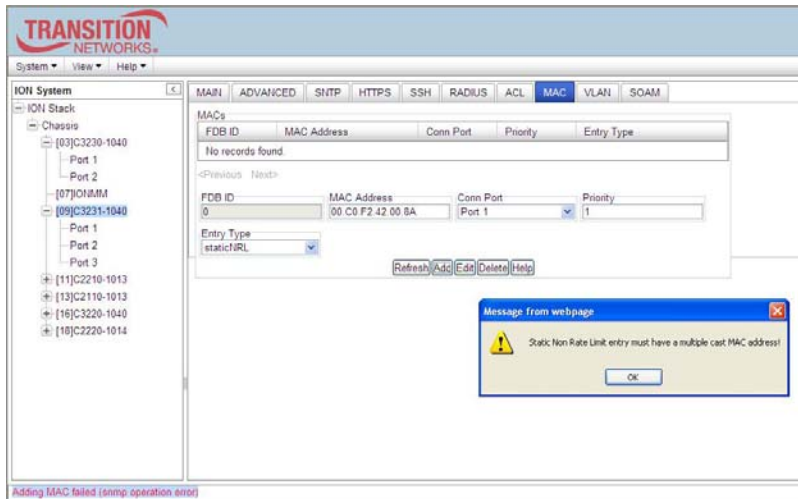 TRANSITION
NETWORKS®
System View Help
ION System
ION Stack
Chassis
[03]C3230-1040
Port 1
Port 2
[07]IONMM
[09]C3231-1040
Port 1
Port 2
Port 3
[11]C2210-1013
[13]C2110-1013
[16]C3220-1040
[18]C2220-1014
MAIN ADVANCED SNTP HTTPS SSH RADIUS ACL MAC VLAN SOAM
MACs
FDB ID MAC Address Conn Port Priority Entry Type
No records found.
<Previous Next>
FDB ID MAC Address Conn Port Priority
0 00.C0.F2.42.00.8A Port 1 1
Entry Type
staticNRL
Refresh Add Edit Delete Help
Message from webpage
Static Non Rate Limit entry must have a multiple cast MAC address!
OK
Adding MAC failed (snmp operation error)